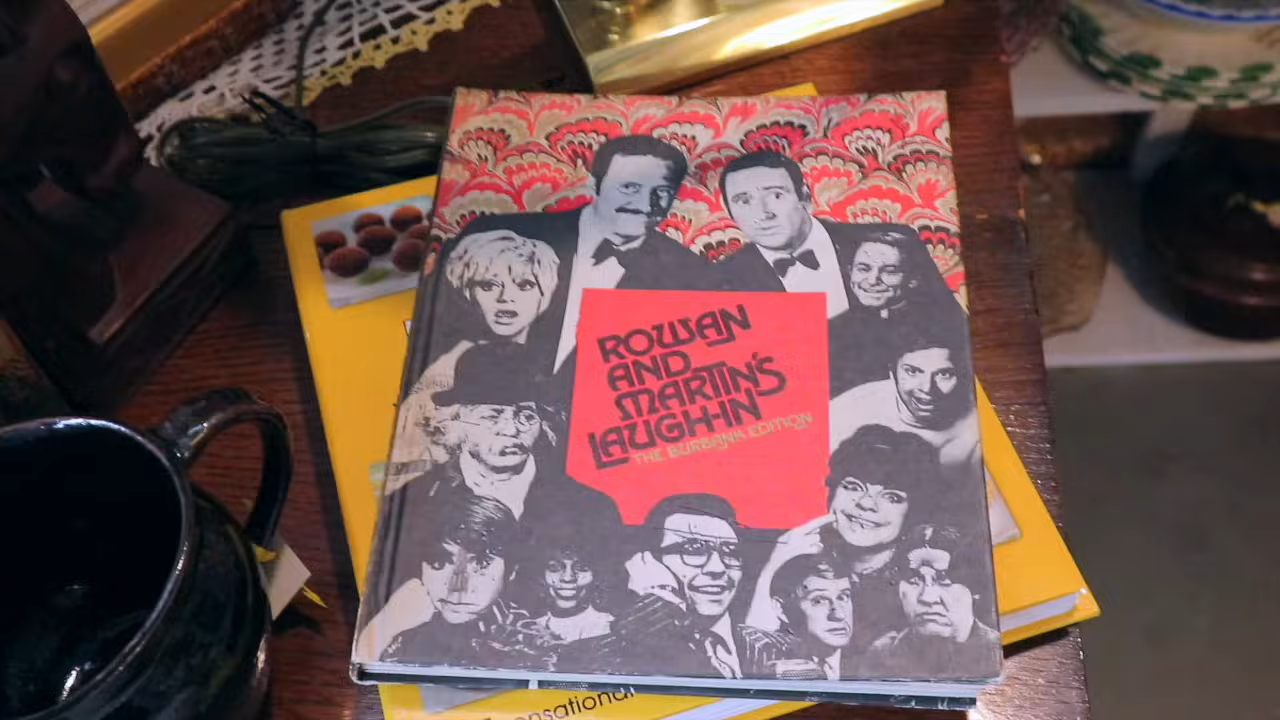 ROWAN
AND
MARTIN'S
LAUGH-IN
THE BURBANK EDITION